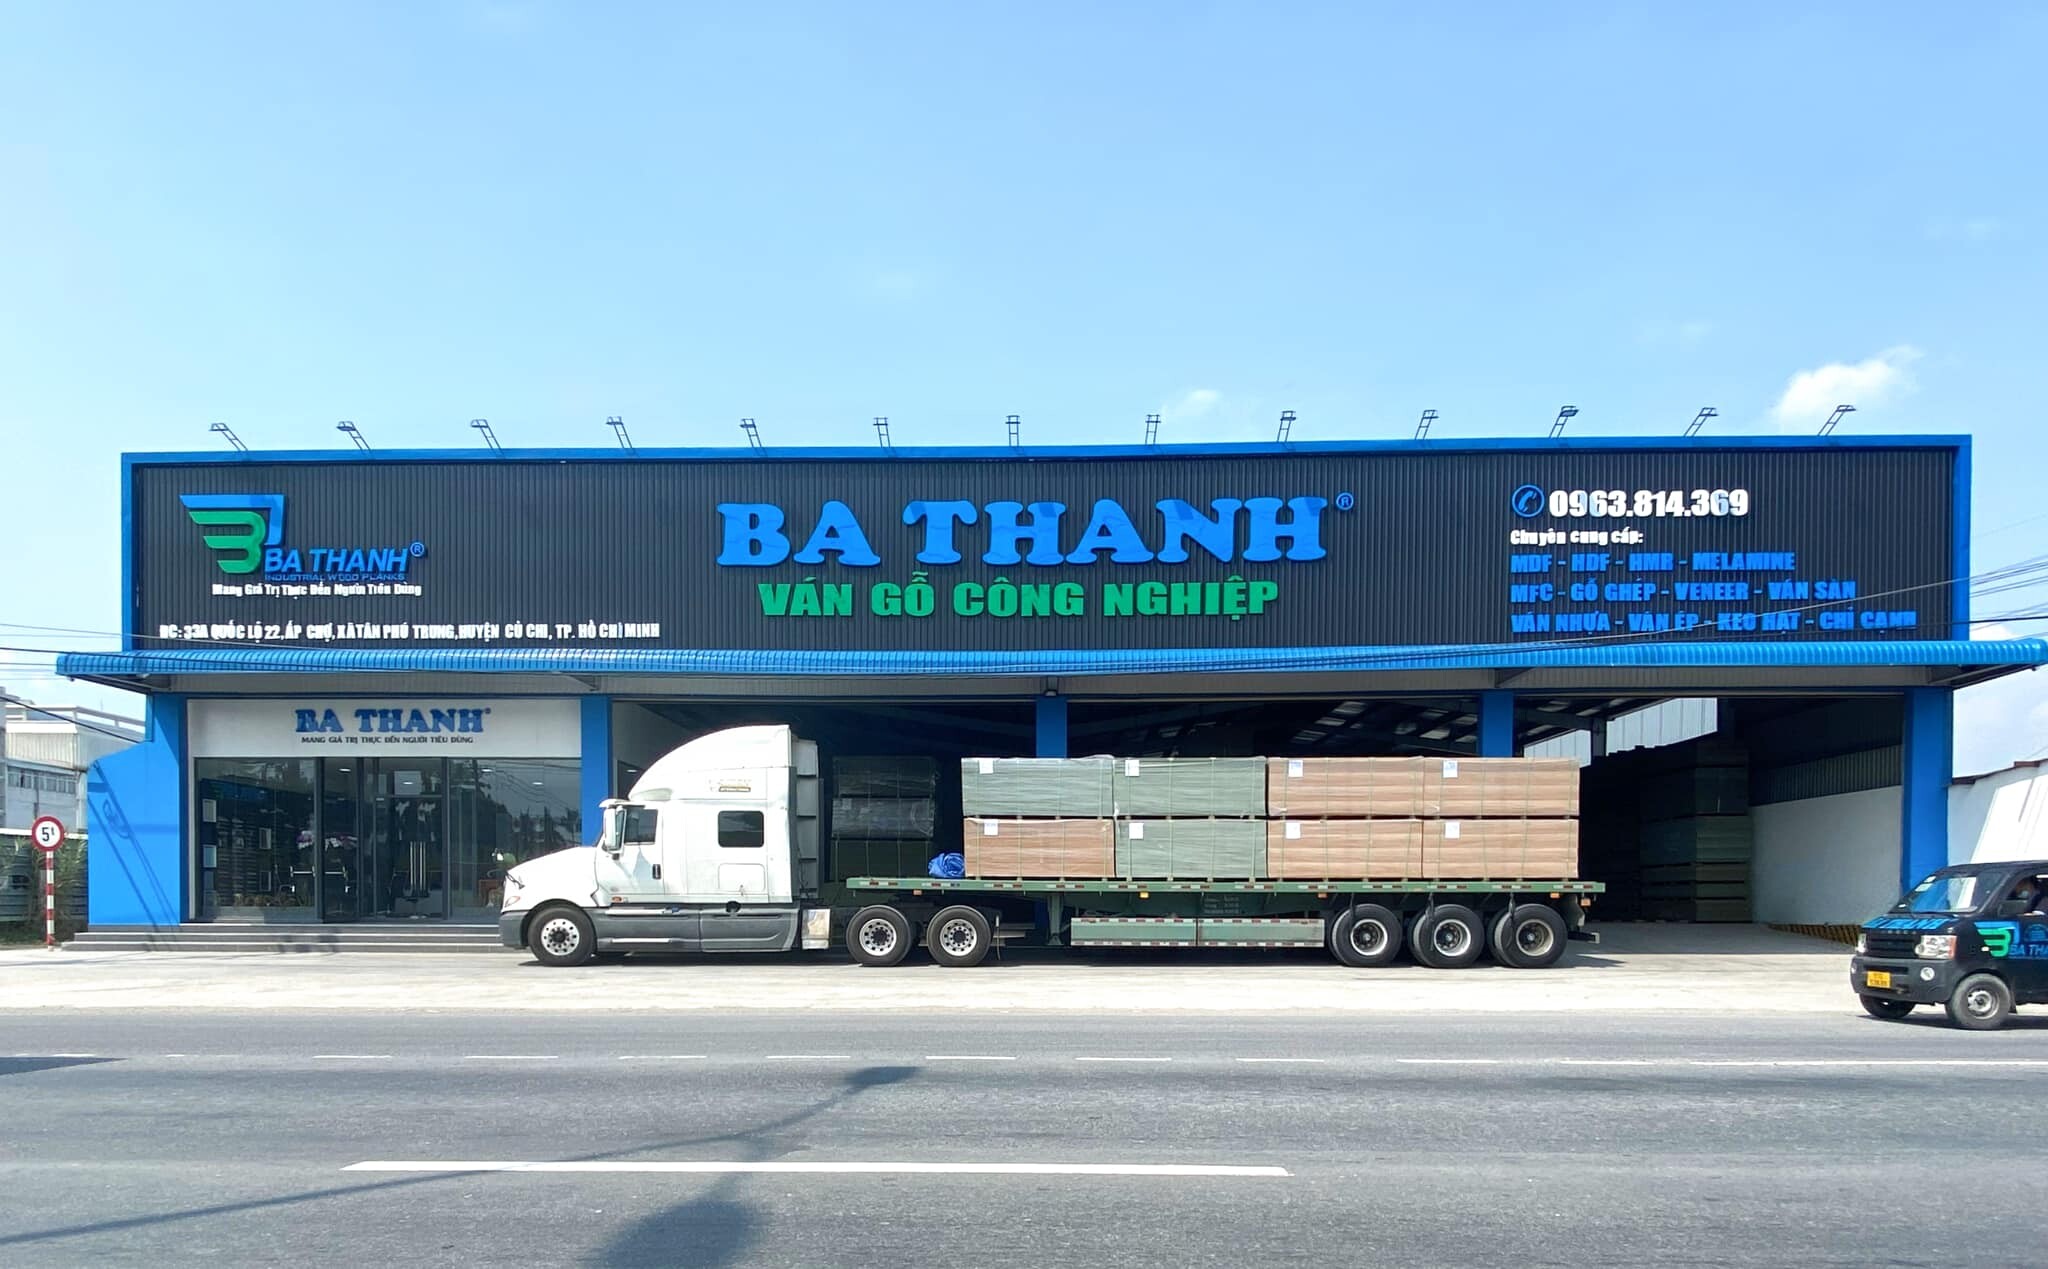 BA THANH®
INDUSTRIAL WOOD PLANKS
Mang Giá Trị Thực Đến Người Tiêu Dùng
ĐC: 33A QUỐC LỘ 22, ẤP CHỢ, XÃ TÂN PHÚ TRUNG, HUYỆN CỦ CHI, TP. HỒ CHÍ MINH
BA THANH®
VÁN GỖ CÔNG NGHIỆP
0963.814.369
Chuyên cung cấp:
MDF - HDF - HMR - MELAMINE
MFC - GỖ GHÉP - VENEER - VÁN SÀN
VÁN NHỰA - VÁN ÉP - KEO HẠT - CHỈ CẠNH
BA THANH®
MANG GIÁ TRỊ THỰC ĐẾN NGƯỜI TIÊU DÙNG
5t
BA THA